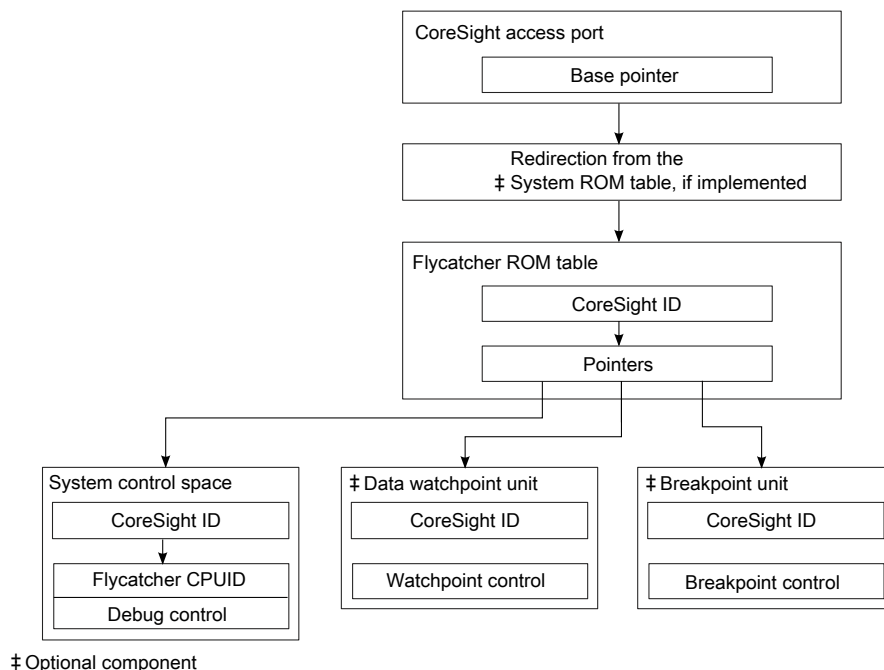 CoreSight access port
Base pointer
Redirection from the
‡ System ROM table, if implemented
Flycatcher ROM table
CoreSight ID
Pointers
System control space
CoreSight ID
Flycatcher CPUID
Debug control
‡ Data watchpoint unit
CoreSight ID
Watchpoint control
‡ Breakpoint unit
CoreSight ID
Breakpoint control
‡ Optional component